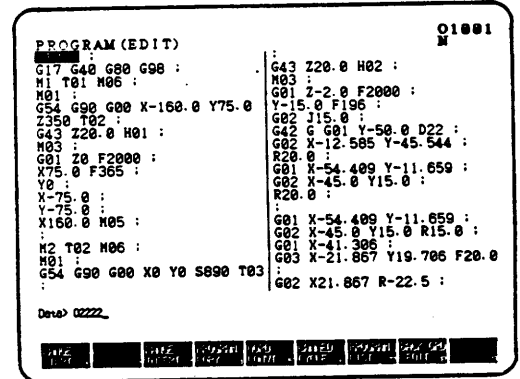 O1001
N
PROGRAM(EDIT)
;
G17 G40 G80 G98 ;
M1 T01 M06 ;
M01 ;
G54 G90 G00 X-160.0 Y75.0
Z350 T02 ;
G43 Z20.0 H01 ;
M03 ;
G01 Z0 F2000 ;
X75.0 F365 ;
Y0 ;
X-75.0 ;
Y-75.0 ;
X160.0 M05 ;
;
M2 T02 M06 ;
M01 ;
G54 G90 G00 X0 Y0 S890 T03
;
;
G43 Z20.0 H02 ;
M03 ;
G01 Z-2.0 F2000 ;
Y-15.0 F196 ;
G02 J15.0 ;
G42 G G01 Y-50.0 D22 ;
G02 X-12.585 Y-45.544 ;
R20.0 ;
G01 X-54.409 Y-11.659 ;
G02 X-45.0 Y15.0 ;
R20.0 ;
;
G01 X-54.409 Y-11.659 ;
G02 X-45.0 Y15.0 R15.0 ;
G01 X-41.306 ;
G03 X-21.867 Y19.706 F20.0
;
G02 X21.867 R-22.5 ;
Data> O2222_